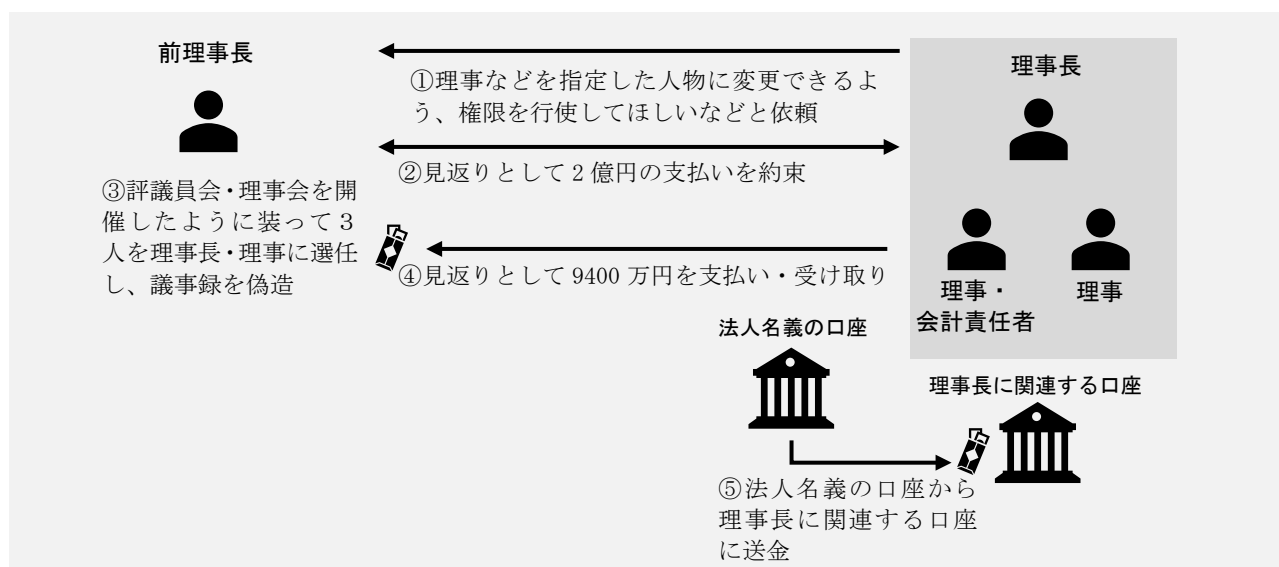 前理事長
理事長
①理事などを指定した人物に変更できるよ
う、権限を行使してほしいなどと依頼
②見返りとして2億円の支払いを約束
③評議員会・理事会を開
催したように装って3
人を理事長・理事に選任
し、議事録を偽造
④見返りとして9400万円を支払い・受け取り
理事・
会計責任者
理事
法人名義の口座
理事長に関連する口座
⑤法人名義の口座から
理事長に関連する口座
に送金